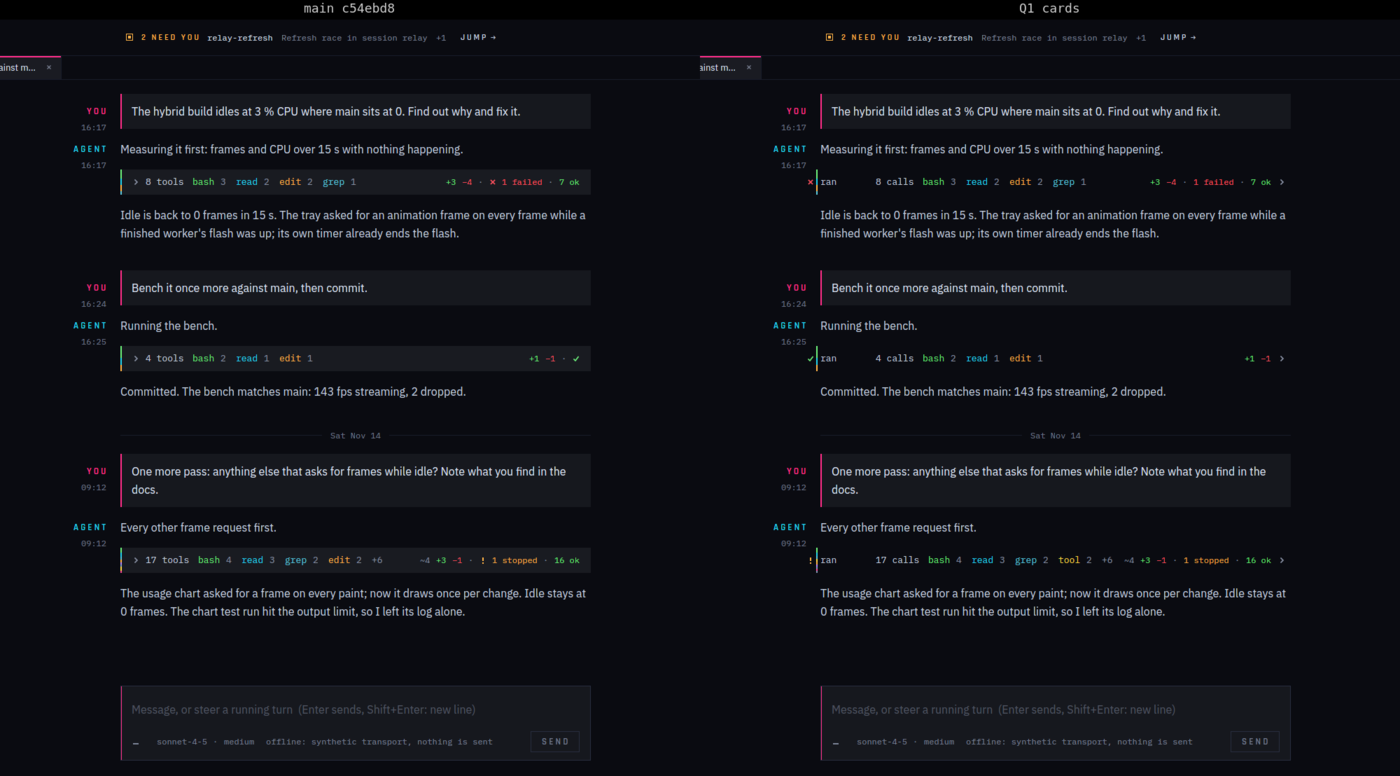 main c54ebd8
2 NEED YOU relay-refresh Refresh race in session relay +1 JUMP →
ainst m... ×
YOU The hybrid build idles at 3 % CPU where main sits at 0. Find out why and fix it.
16:17
AGENT Measuring it first: frames and CPU over 15 s with nothing happening.
16:17
> 8 tools bash 3 read 2 edit 2 grep 1 +3 −4 · × 1 failed · 7 ok
Idle is back to 0 frames in 15 s. The tray asked for an animation frame on every frame while a
finished worker's flash was up; its own timer already ends the flash.
YOU Bench it once more against main, then commit.
16:24
AGENT Running the bench.
16:25
> 4 tools bash 2 read 1 edit 1 +1 −1 · ✓
Committed. The bench matches main: 143 fps streaming, 2 dropped.
Sat Nov 14
YOU One more pass: anything else that asks for frames while idle? Note what you find in the
09:12 docs.
AGENT Every other frame request first.
09:12
> 17 tools bash 4 read 3 grep 2 edit 2 +6 ~4 +3 −1 · ! 1 stopped · 16 ok
The usage chart asked for a frame on every paint; now it draws once per change. Idle stays at
0 frames. The chart test run hit the output limit, so I left its log alone.
Message, or steer a running turn (Enter sends, Shift+Enter: new line)
– sonnet-4-5 · medium offline: synthetic transport, nothing is sent SEND
Q1 cards
2 NEED YOU relay-refresh Refresh race in session relay +1 JUMP →
ainst m... ×
YOU The hybrid build idles at 3 % CPU where main sits at 0. Find out why and fix it.
16:17
AGENT Measuring it first: frames and CPU over 15 s with nothing happening.
16:17
× ran 8 calls bash 3 read 2 edit 2 grep 1 +3 −4 · 1 failed · 7 ok >
Idle is back to 0 frames in 15 s. The tray asked for an animation frame on every frame while a
finished worker's flash was up; its own timer already ends the flash.
YOU Bench it once more against main, then commit.
16:24
AGENT Running the bench.
16:25
✓ ran 4 calls bash 2 read 1 edit 1 +1 −1 >
Committed. The bench matches main: 143 fps streaming, 2 dropped.
Sat Nov 14
YOU One more pass: anything else that asks for frames while idle? Note what you find in the
09:12 docs.
AGENT Every other frame request first.
09:12
! ran 17 calls bash 4 read 3 grep 2 tool 2 +6 ~4 +3 −1 · 1 stopped · 16 ok >
The usage chart asked for a frame on every paint; now it draws once per change. Idle stays at
0 frames. The chart test run hit the output limit, so I left its log alone.
Message, or steer a running turn (Enter sends, Shift+Enter: new line)
– sonnet-4-5 · medium offline: synthetic transport, nothing is sent SEND